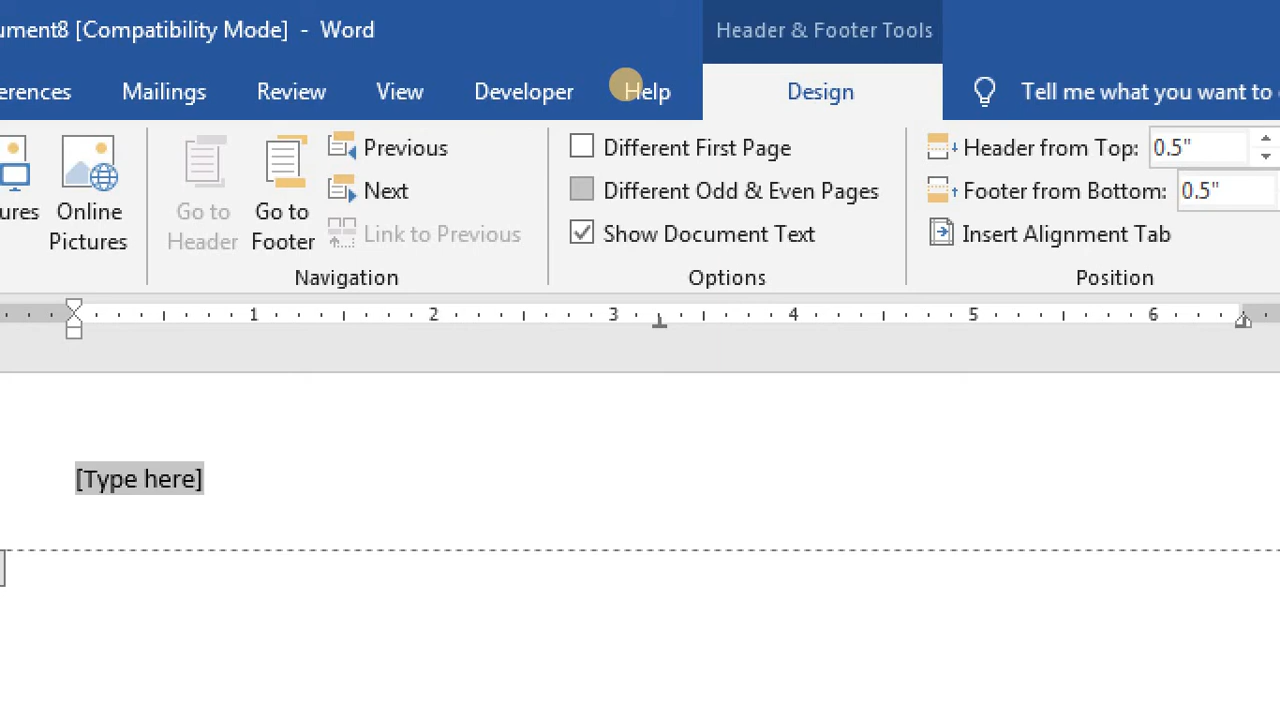 ument8 [Compatibility Mode] - Word
Header & Footer Tools
erences Mailings Review View Developer Help Design Tell me what you want to
ures Online Pictures
Go to Header
Go to Footer
Previous
Next
Link to Previous
Navigation
Different First Page
Different Odd & Even Pages
Show Document Text
Options
Header from Top: 0.5"
Footer from Bottom: 0.5"
Insert Alignment Tab
Position
1 2 3 4 5 6
[Type here]